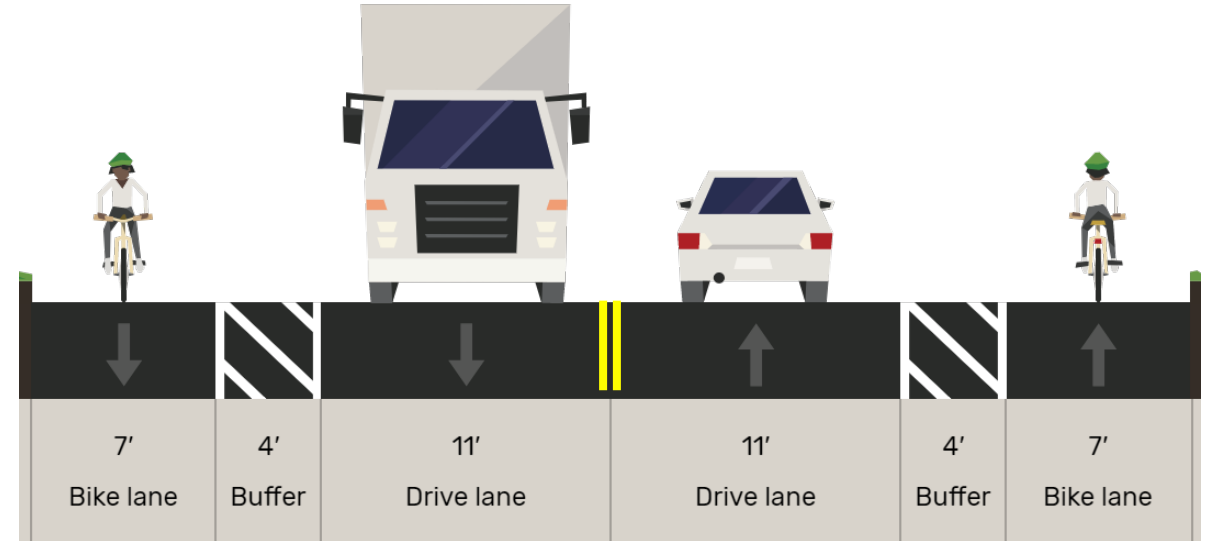 7′ 4′ 11′ 11′ 4′ 7′
Bike lane Buffer Drive lane Drive lane Buffer Bike lane